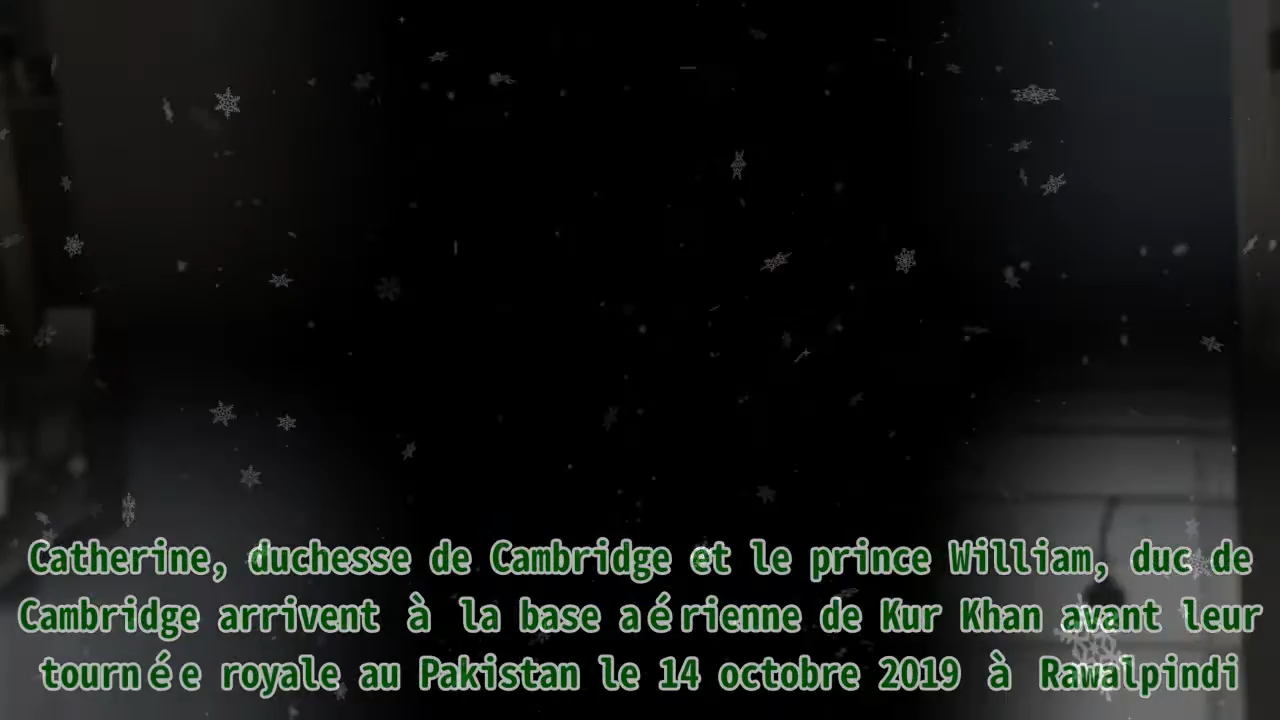 Catherine, duchesse de Cambridge et le prince William, duc de
Cambridge arrivent à la base aérienne de Kur Khan avant leur
tournée royale au Pakistan le 14 octobre 2019 à Rawalpindi